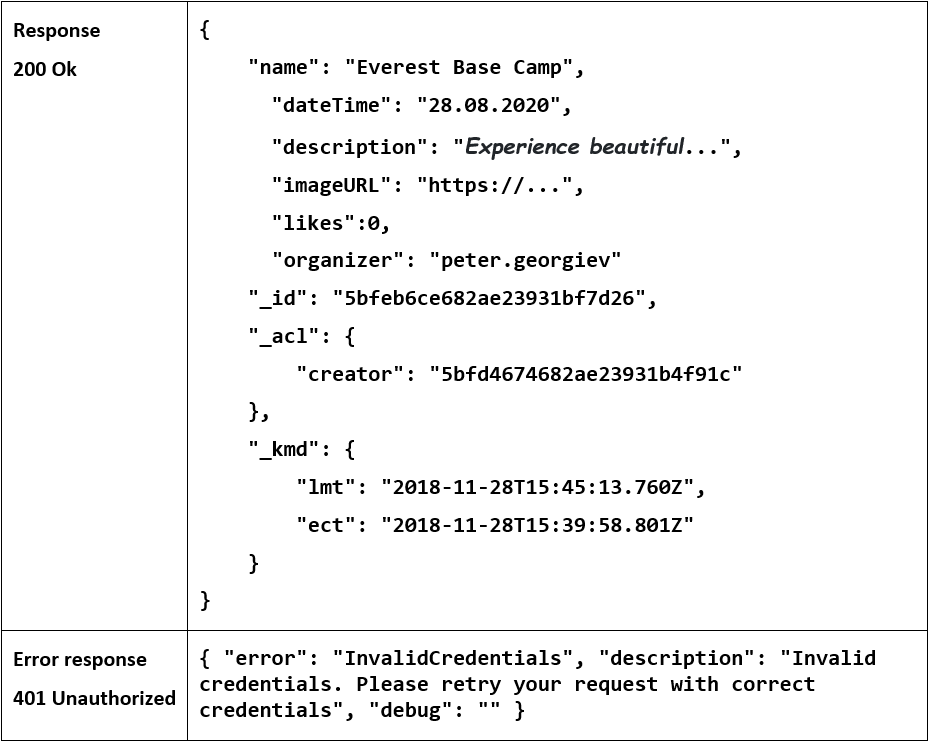 Response
200 Ok
{
"name": "Everest Base Camp",
"dateTime": "28.08.2020",
"description": "Experience beautiful...",
"imageURL": "https://...",
"likes":0,
"organizer": "peter.georgiev"
"_id": "5bfeb6ce682ae23931bf7d26",
"_acl": {
"creator": "5bfd4674682ae23931b4f91c"
},
"_kmd": {
"lmt": "2018-11-28T15:45:13.760Z",
"ect": "2018-11-28T15:39:58.801Z"
}
}
Error response
401 Unauthorized
{ "error": "InvalidCredentials", "description": "Invalid
credentials. Please retry your request with correct
credentials", "debug": "" }